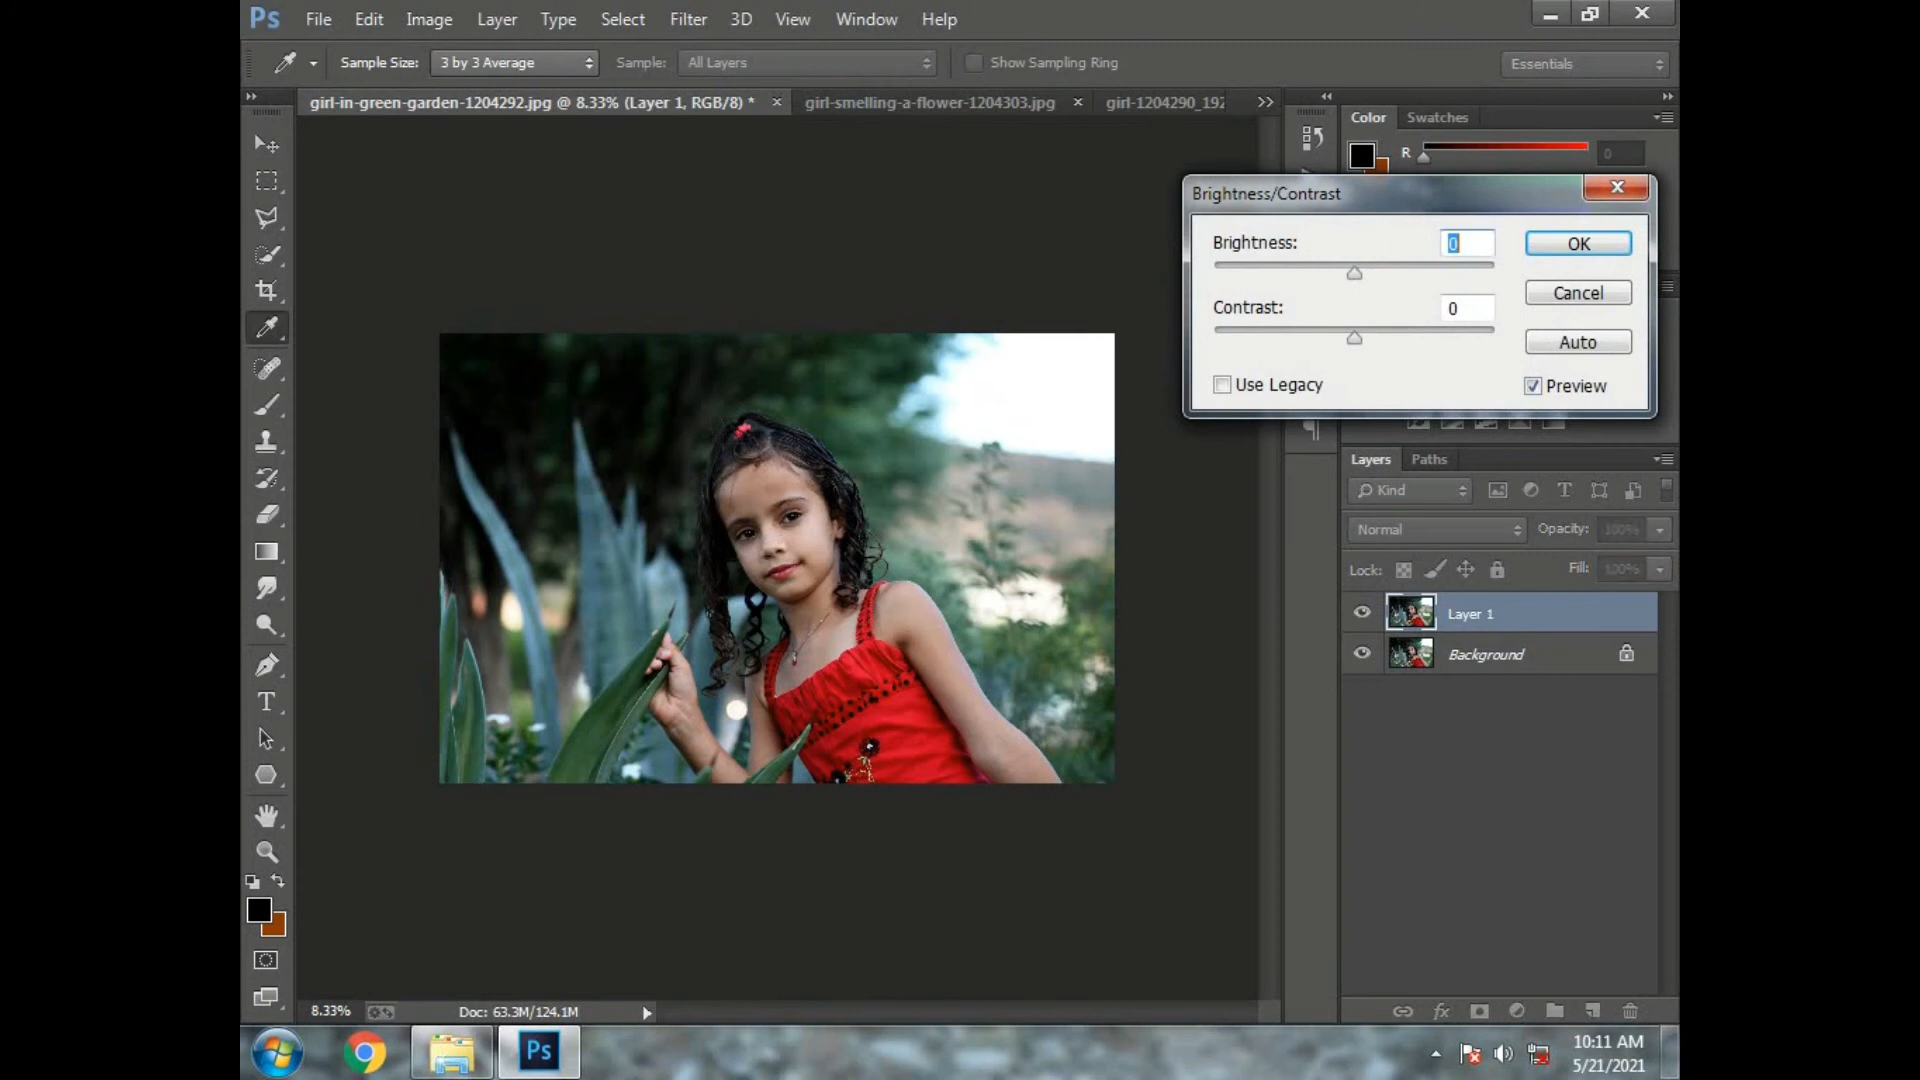 Ps File Edit Image Layer Type Select Filter 3D View Window Help
Sample Size: 3 by 3 Average Sample: All Layers Show Sampling Ring Essentials
girl-in-green-garden-1204292.jpg @ 8.33% (Layer 1, RGB/8) * × girl-smelling-a-flower-1204303.jpg × girl-1204290_192 >>
Color Swatches
R 0
Brightness/Contrast
Brightness: 0 OK
Cancel
Contrast: 0
Auto
Use Legacy Preview
Layers Paths
Kind
Normal Opacity: 100%
Lock: Fill: 100%
Layer 1
Background
8.33% Doc: 63.3M/124.1M
Ps
10:11 AM
5/21/2021